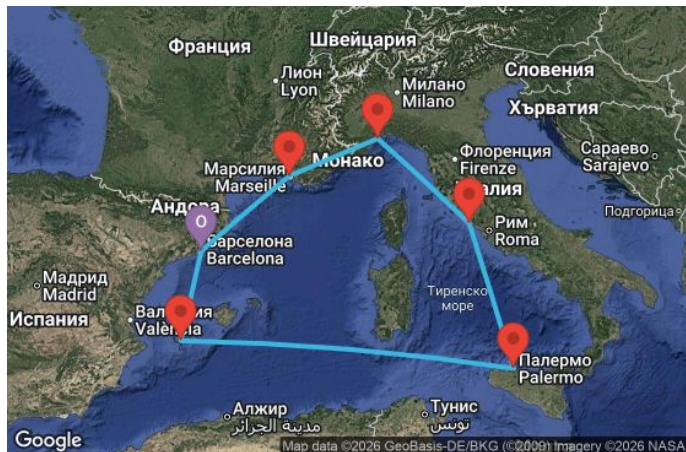 Франция
Швейцария
Лион
Lyon
Милано
Milano
Словения
Хърватия
Марсилия
Marseille
Монако
Флоренция
Firenze
Сараево
Sarajevo
Андора
Подгорица
O
Барселона
Barcelona
Рим
Roma
Мадрид
Madrid
Испания
València
Тиренско
море
Палермо
Palermo
Алжир
مدينة الجزائر
Тунис
تونس
Google
Map data ©2026 GeoBasis-DE/BKG (©2009) Imagery ©2026 NASA